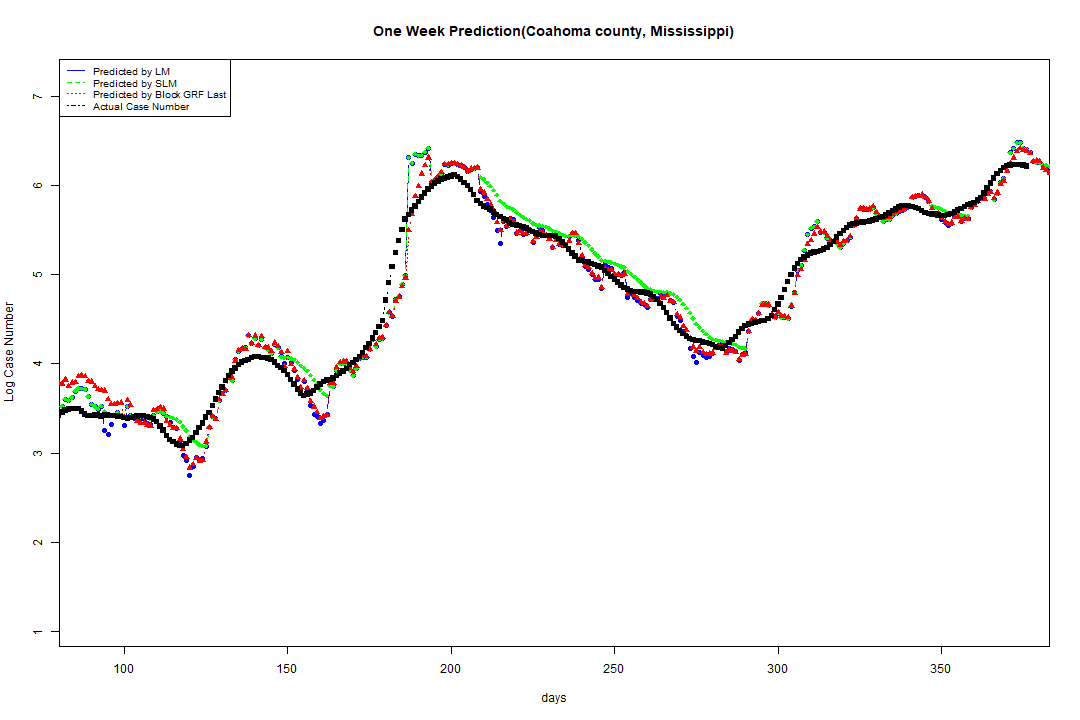 One Week Prediction(Coahoma county, Mississippi)
Predicted by LM
Predicted by SLM
Predicted by Block GRF Last
Actual Case Number
7
6
5
4
3
2
1
Log Case Number
100 150 200 250 300 350
days